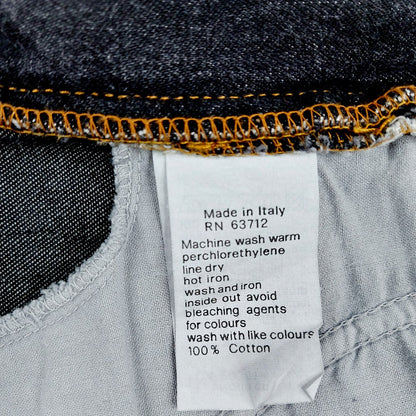 Made in Italy
RN 63712
Machine wash warm
perchlorethylene
line dry
hot iron
wash and iron
inside out avoid
bleaching agents
for colours
wash with like colours
100% Cotton